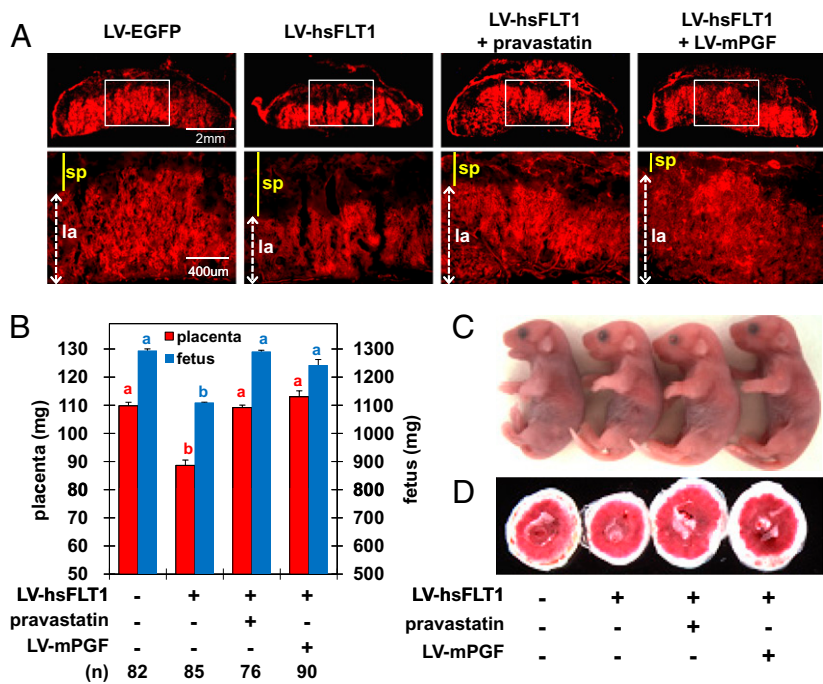 A
LV-EGFP
LV-hsFLT1
LV-hsFLT1
+ pravastatin
LV-hsFLT1
+ LV-mPGF
2mm
sp
la
400um
sp
la
sp
la
sp
la
B
placenta
fetus
130
120
110
100
90
80
70
60
50
placenta (mg)
1300
1200
1100
1000
900
800
700
600
500
fetus (mg)
a
a
b
b
a
a
a
a
LV-hsFLT1 - + + +
pravastatin - - + -
LV-mPGF - - - +
(n) 82 85 76 90
C
D
LV-hsFLT1 - + + +
pravastatin - - + -
LV-mPGF - - - +